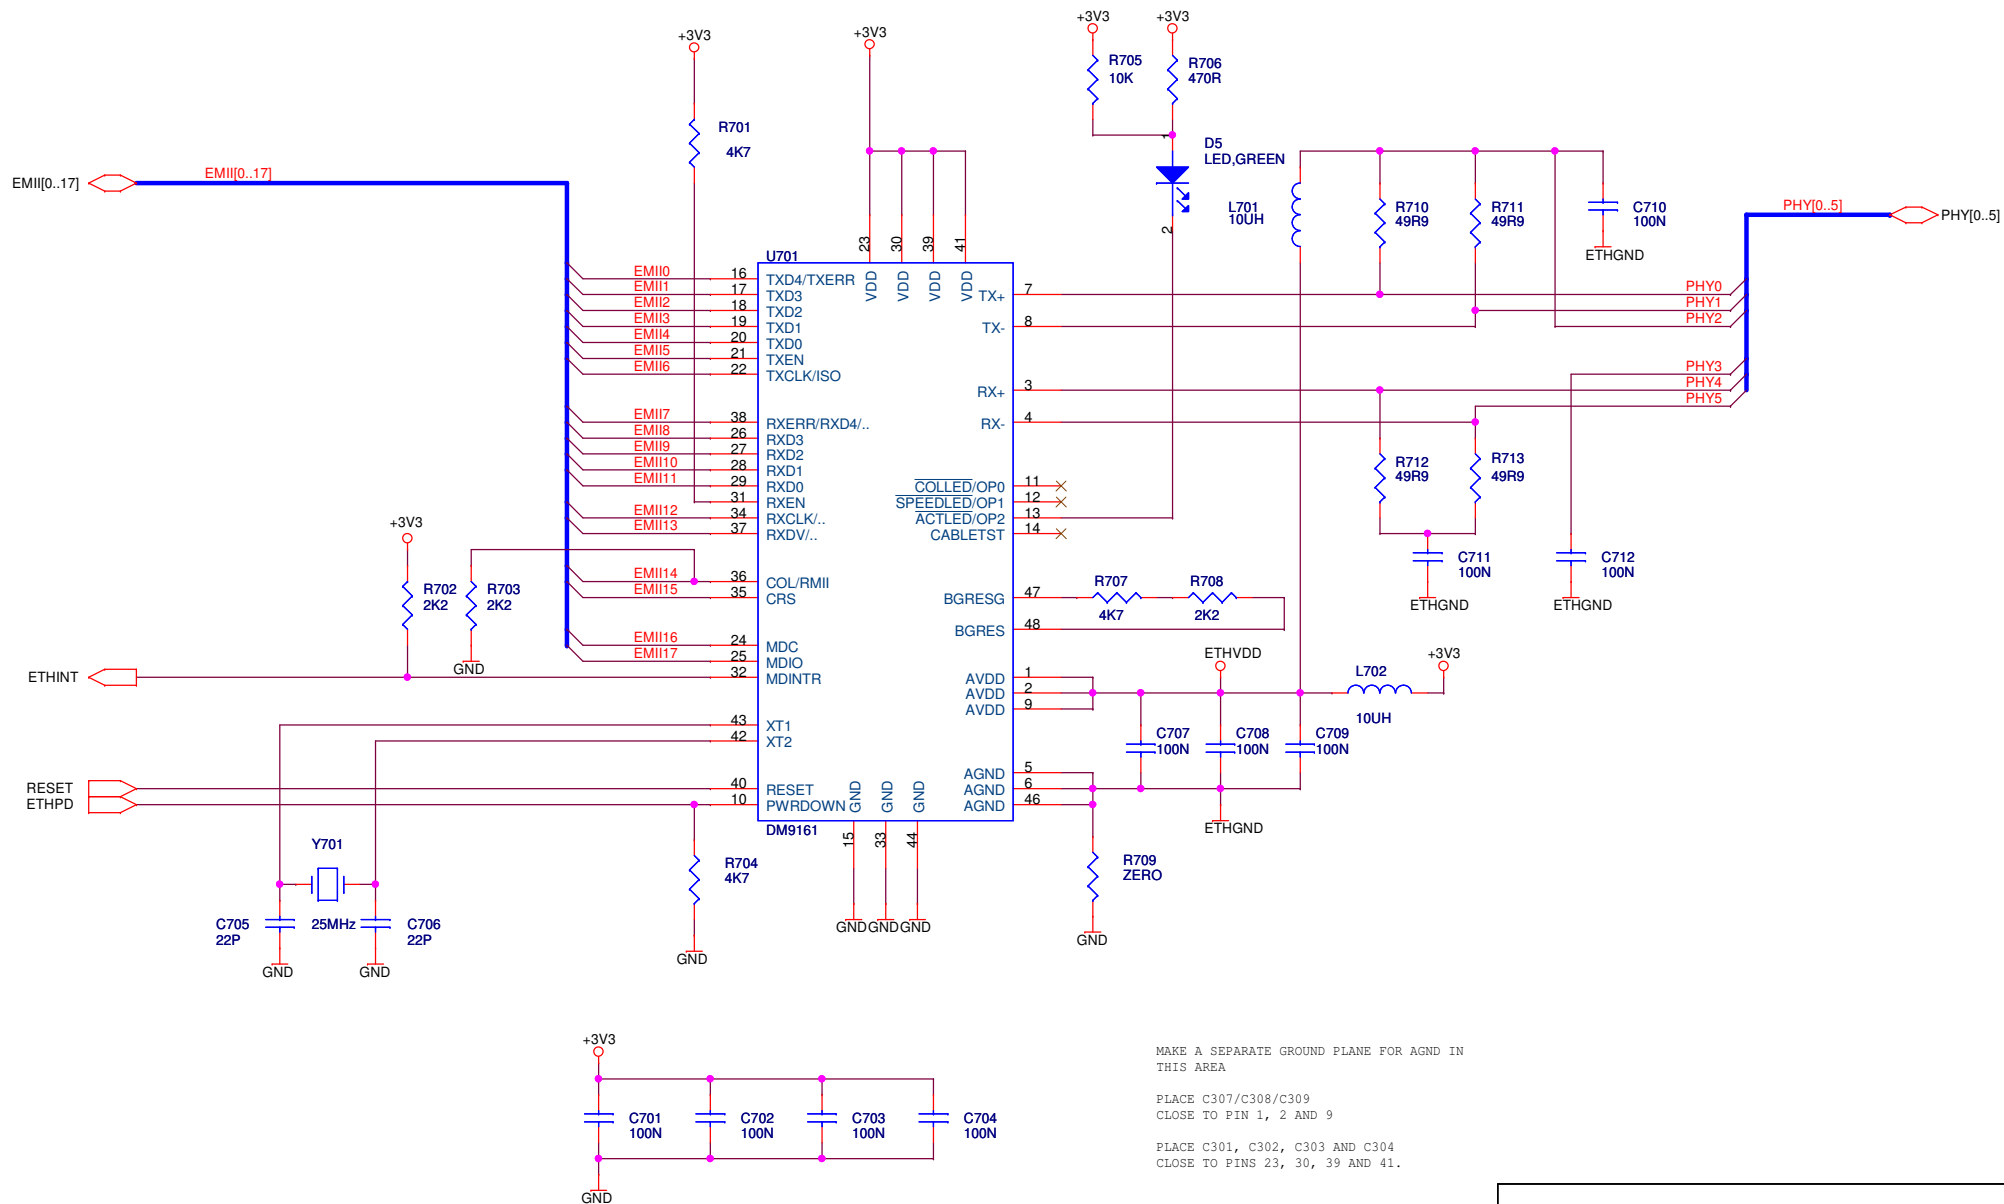 +3V3
+3V3
+3V3
+3V3
R705
10K
R706
470R
R701
4K7
D5
LED,GREEN
1
2
L701
10UH
R710
49R9
R711
49R9
C710
100N
ETHGND
EMII[0..17]
EMII[0..17]
PHY[0..5]
PHY[0..5]
U701
23
30
39
41
VDD
VDD
VDD
VDD
EMII0 16 TXD4/TXERR
EMII1 17 TXD3
EMII2 18 TXD2
EMII3 19 TXD1
EMII4 20 TXD0
EMII5 21 TXEN
EMII6 22 TXCLK/ISO
EMII7 38 RXERR/RXD4/..
EMII8 26 RXD3
EMII9 27 RXD2
EMII10 28 RXD1
EMII11 29 RXD0
31 RXEN
EMII12 34 RXCLK/..
EMII13 37 RXDV/..
EMII14 36 COL/RMII
EMII15 35 CRS
EMII16 24 MDC
EMII17 25 MDIO
32 MDINTR
43 XT1
42 XT2
40 RESET
10 PWRDOWN
TX+ 7
TX- 8
RX+ 3
RX- 4
COLLED/OP0 11
SPEEDLED/OP1 12
ACTLED/OP2 13
CABLETST 14
BGRESG 47
BGRES 48
AVDD 1
AVDD 2
AVDD 9
AGND 5
AGND 6
AGND 46
GND
GND
GND
15
33
44
DM9161
GND
GND
GND
PHY0
PHY1
PHY2
PHY3
PHY4
PHY5
R712
49R9
R713
49R9
C711
100N
ETHGND
C712
100N
ETHGND
R707
4K7
R708
2K2
+3V3
R702
2K2
R703
2K2
GND
ETHINT
RESET
ETHPD
ETHVDD
+3V3
L702
10UH
C707
100N
C708
100N
C709
100N
ETHGND
R709
ZERO
GND
Y701
25MHz
C705
22P
C706
22P
GND
GND
R704
4K7
GND
+3V3
C701
100N
C702
100N
C703
100N
C704
100N
GND
MAKE A SEPARATE GROUND PLANE FOR AGND IN
THIS AREA
PLACE C307/C308/C309
CLOSE TO PIN 1, 2 AND 9
PLACE C301, C302, C303 AND C304
CLOSE TO PINS 23, 30, 39 AND 41.